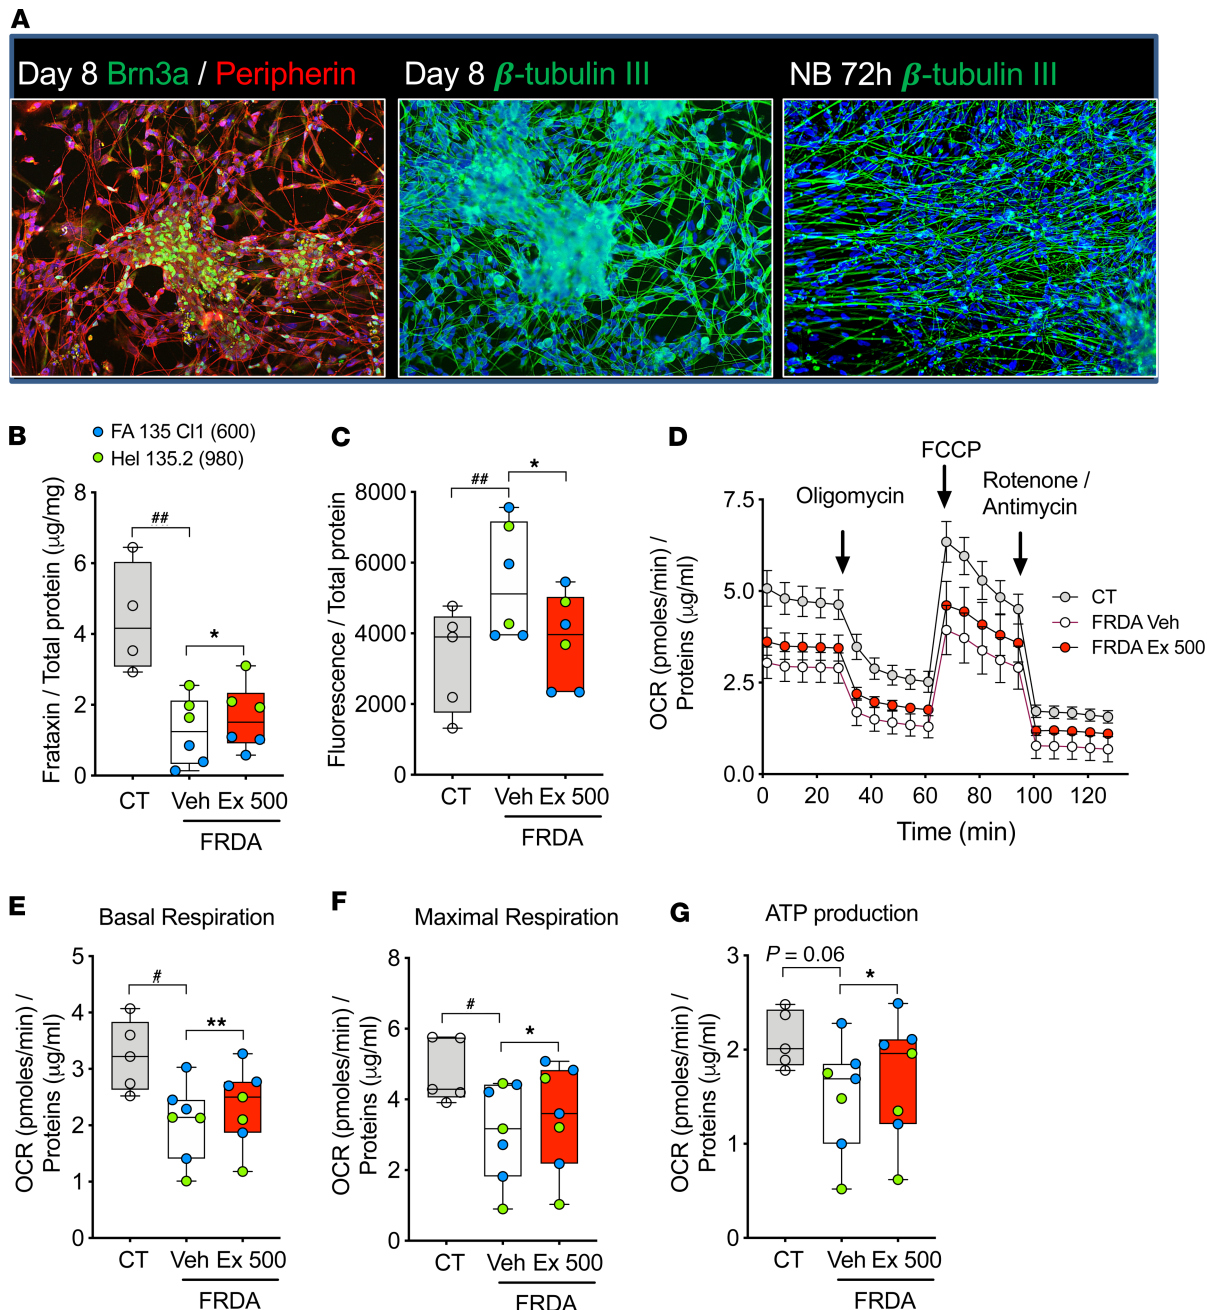 A
Day 8 Brn3a / Peripherin
Day 8 β-tubulin III
NB 72h β-tubulin III
B
FA 135 Cl1 (600)
Hel 135.2 (980)
Frataxin / Total protein (μg/mg)
8
6
4
2
0
##
*
CT
Veh
Ex 500
FRDA
C
Fluorescence / Total protein
8000
6000
4000
2000
0
##
*
CT
Veh
Ex 500
FRDA
D
OCR (pmoles/min) /
Proteins (μg/ml)
7.5
5.0
2.5
0.0
Oligomycin
FCCP
Rotenone /
Antimycin
CT
FRDA Veh
FRDA Ex 500
0
20
40
60
80
100
120
Time (min)
E
Basal Respiration
OCR (pmoles/min) /
Proteins (μg/ml)
5
4
3
2
1
0
#
**
CT
Veh
Ex 500
FRDA
F
Maximal Respiration
OCR (pmoles/min) /
Proteins (μg/ml)
8
6
4
2
0
#
*
CT
Veh
Ex 500
FRDA
G
ATP production
OCR (pmoles/min) /
Proteins (μg/ml)
3
2
1
0
P = 0.06
*
CT
Veh
Ex 500
FRDA